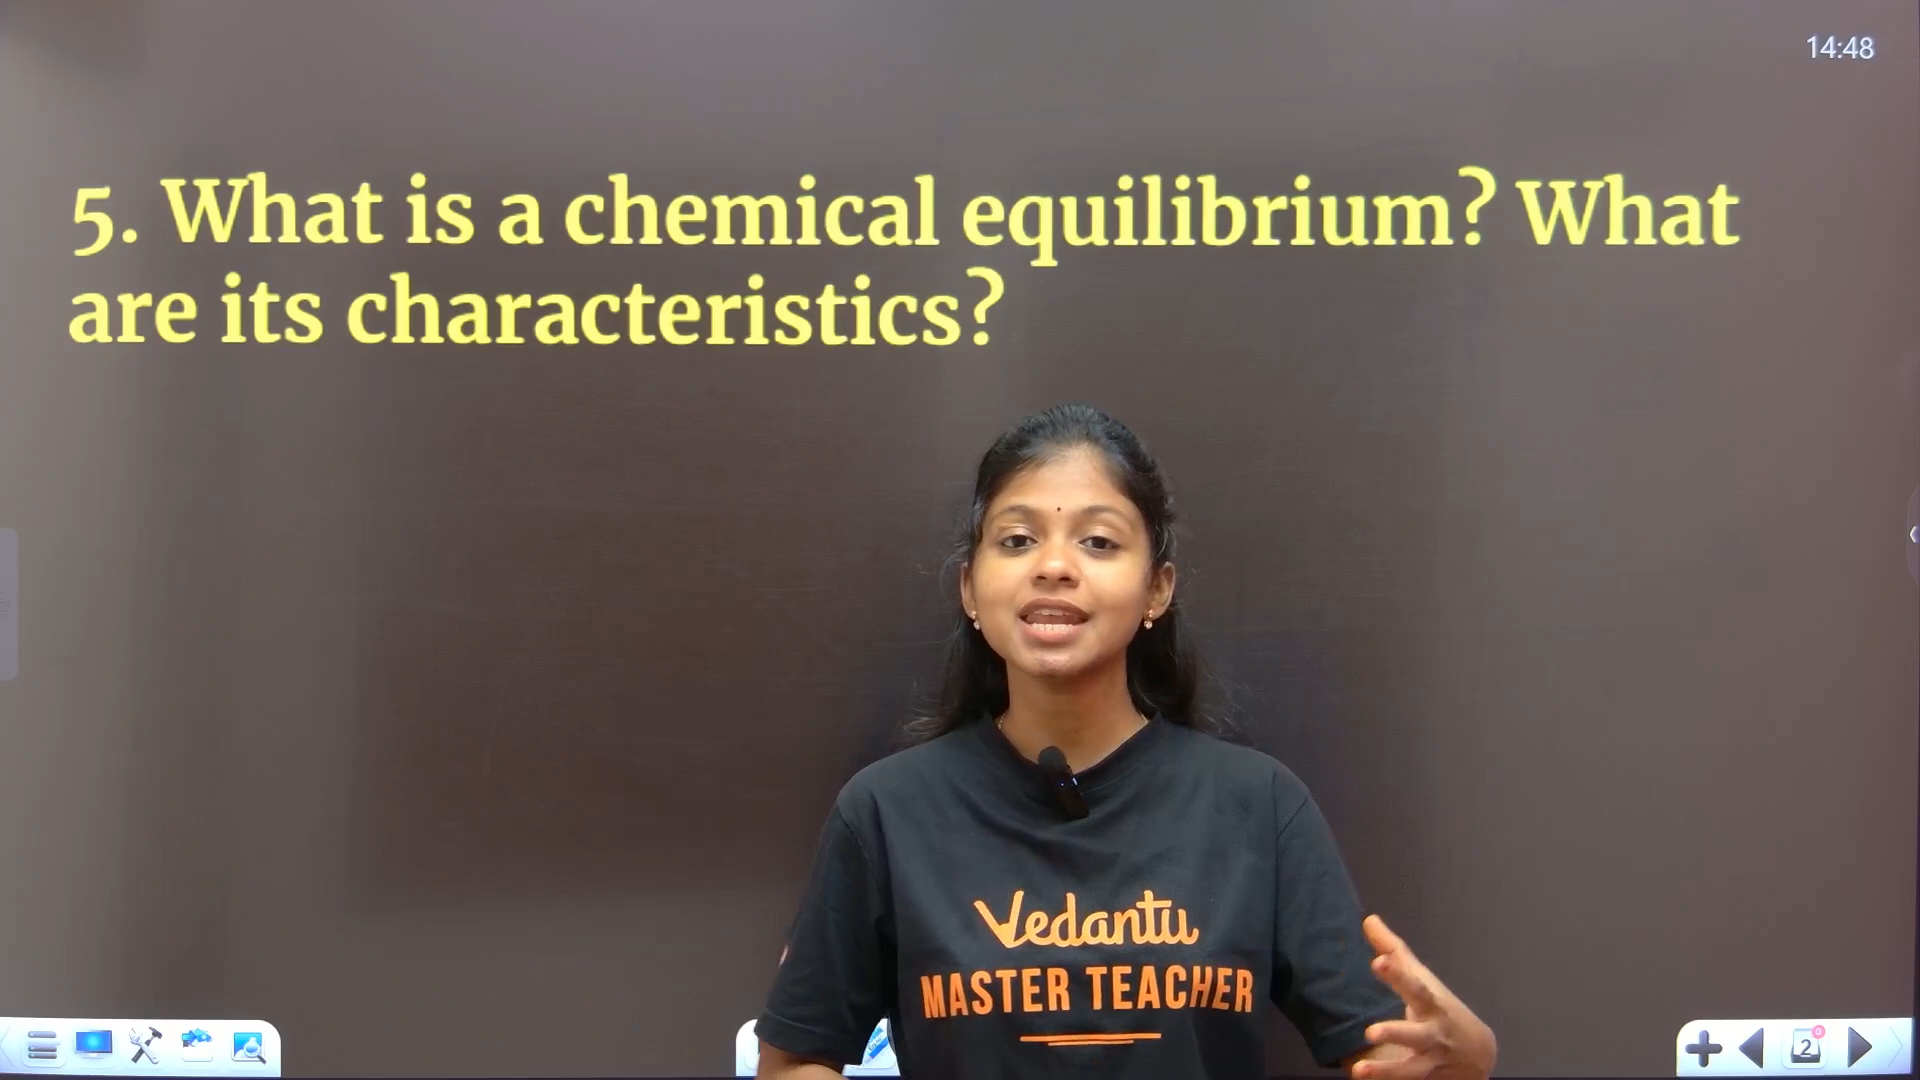 14:48
5. What is a chemical equilibrium? What
are its characteristics?
Vedantu
MASTER TEACHER
2